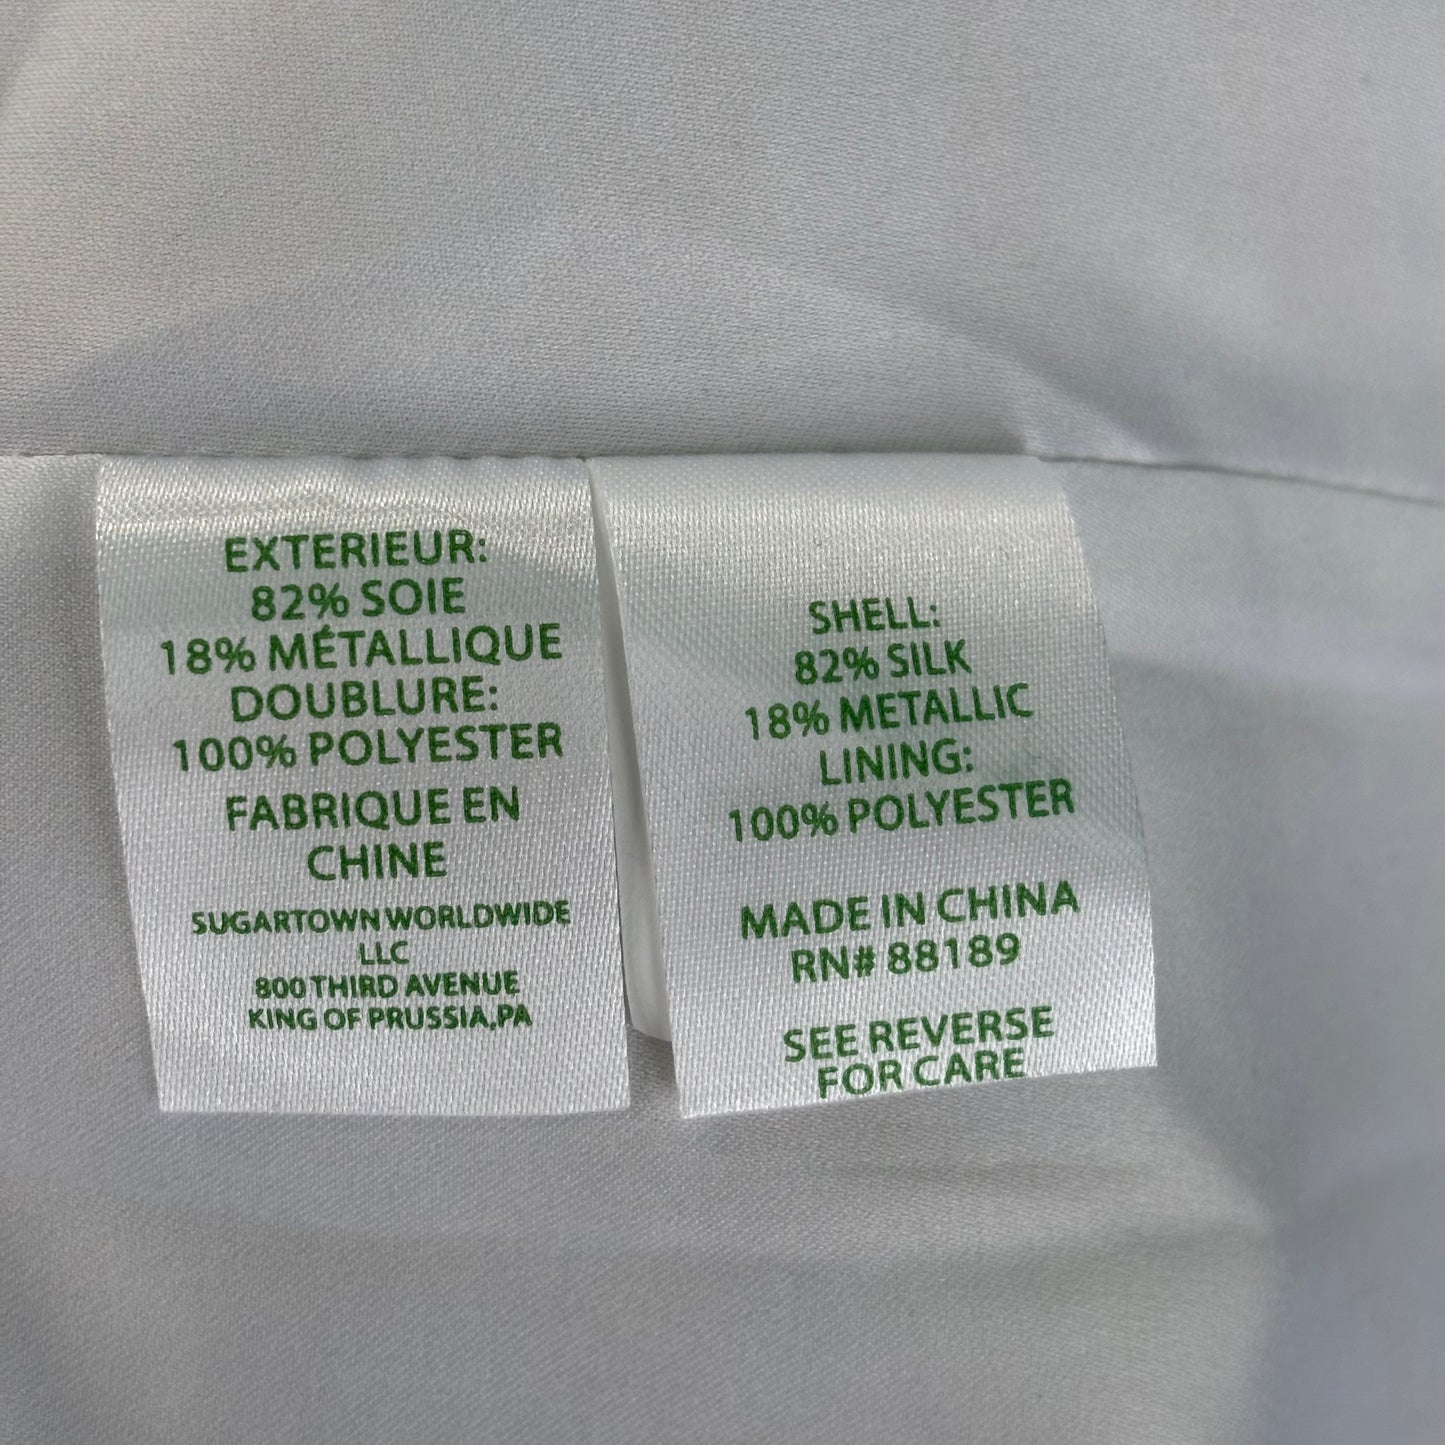 EXTERIEUR:
82% SOIE
18% MÉTALLIQUE
DOUBLURE:
100% POLYESTER
FABRIQUE EN
CHINE
SUGARTOWN WORLDWIDE
LLC
800 THIRD AVENUE
KING OF PRUSSIA,PA
SHELL:
82% SILK
18% METALLIC
LINING:
100% POLYESTER
MADE IN CHINA
RN# 88189
SEE REVERSE
FOR CARE